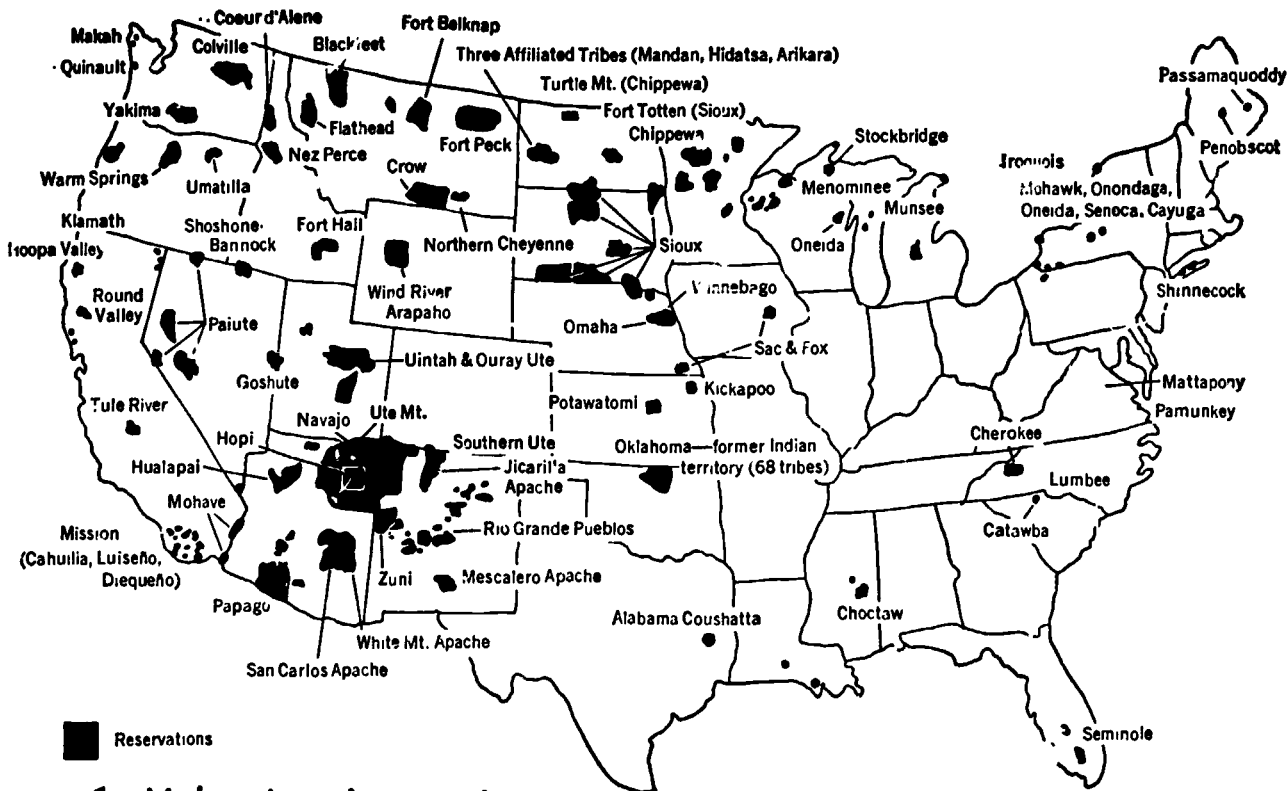 Coeur d'Alene
Fort Belknap
Makah
Colville
Blackfeet
Three Affiliated Tribes (Mandan, Hidatsa, Arikara)
Quinault
Turtle Mt. (Chippewa)
Passamaquoddy
Yakima
Flathead
Fort Totten (Sioux)
Chippewa
Stockbridge
Fort Peck
Nez Perce
Penobscot
Iroquois
Warm Springs
Umatilla
Crow
Menominee
Mohawk, Onondaga,
Oneida, Senoca, Cayuga
Munsee
Klamath
Shoshone-
Bannock
Fort Hall
Northern Cheyenne
Sioux
Oneida
Hoopa Valley
Wind River
Arapaho
Winnebago
Shinnecock
Round
Valley
Paiute
Omaha
Sac & Fox
Goshute
Uintah & Ouray Ute
Kickapoo
Mattapony
Tule River
Navajo
Ute Mt.
Potawatomi
Pamunkey
Hopi
Southern Ute
Oklahoma—former Indian
territory (68 tribes)
Cherokee
Hualapai
Jicarilla
Apache
Lumbee
Mohave
Catawba
Mission
(Cahuilia, Luiseño,
Diequeño)
Rio Grande Pueblos
Zuni
Mescalero Apache
Papago
Choctaw
Alabama Coushatta
White Mt. Apache
San Carlos Apache
Seminole
Reservations